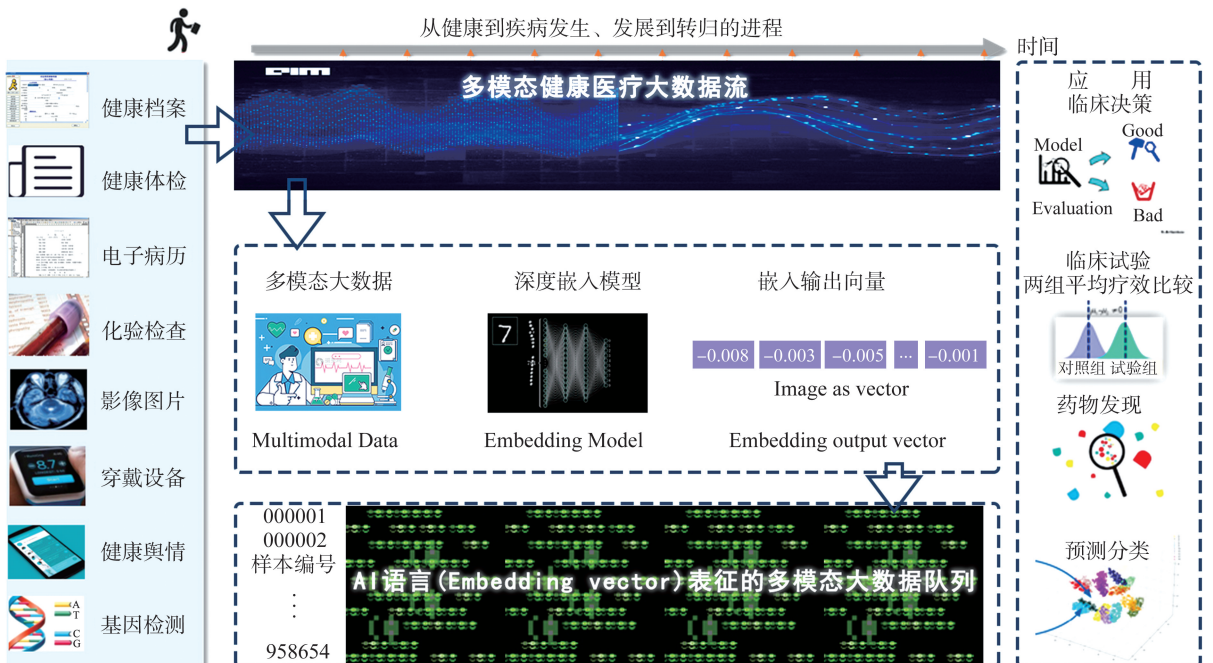 从健康到疾病发生、发展到转归的进程
时间
健康档案
健康体检
电子病历
化验检查
影像图片
穿戴设备
8.7
健康舆情
基因检测
A
T
C
G
多模态健康医疗大数据流
多模态大数据
深度嵌入模型
嵌入输出向量
7
-0.008
-0.003
-0.005
...
-0.001
Image as vector
Multimodal Data
Embedding Model
Embedding output vector
000001
000002
样本编号
958654
AI语言(Embedding vector)表征的多模态大数据队列
应 用
临床决策
Model
Evaluation
Good
Bad
临床试验
两组平均疗效比较
对照组 试验组
药物发现
预测分类